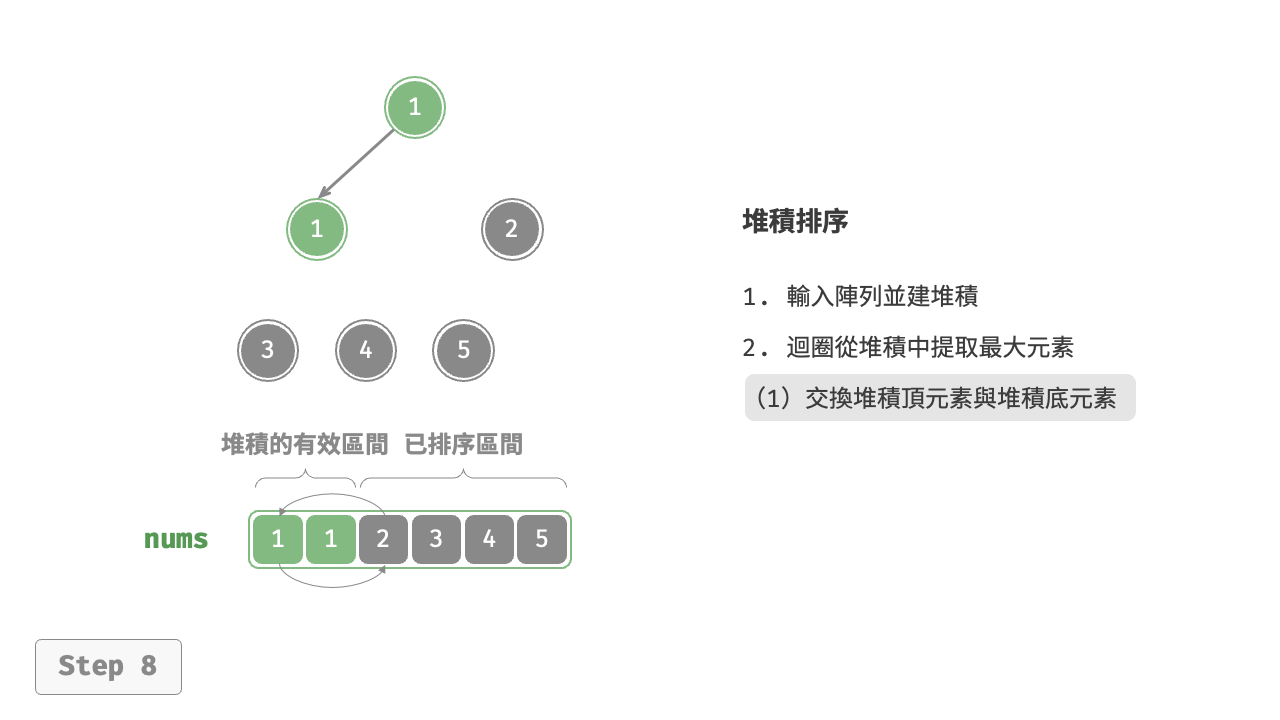 1
1 2
3 4 5
堆積的有效區間 已排序區間
nums 1 1 2 3 4 5
Step 8
堆積排序
1. 輸入陣列並建堆積
2. 迴圈從堆積中提取最大元素
（1）交換堆積頂元素與堆積底元素